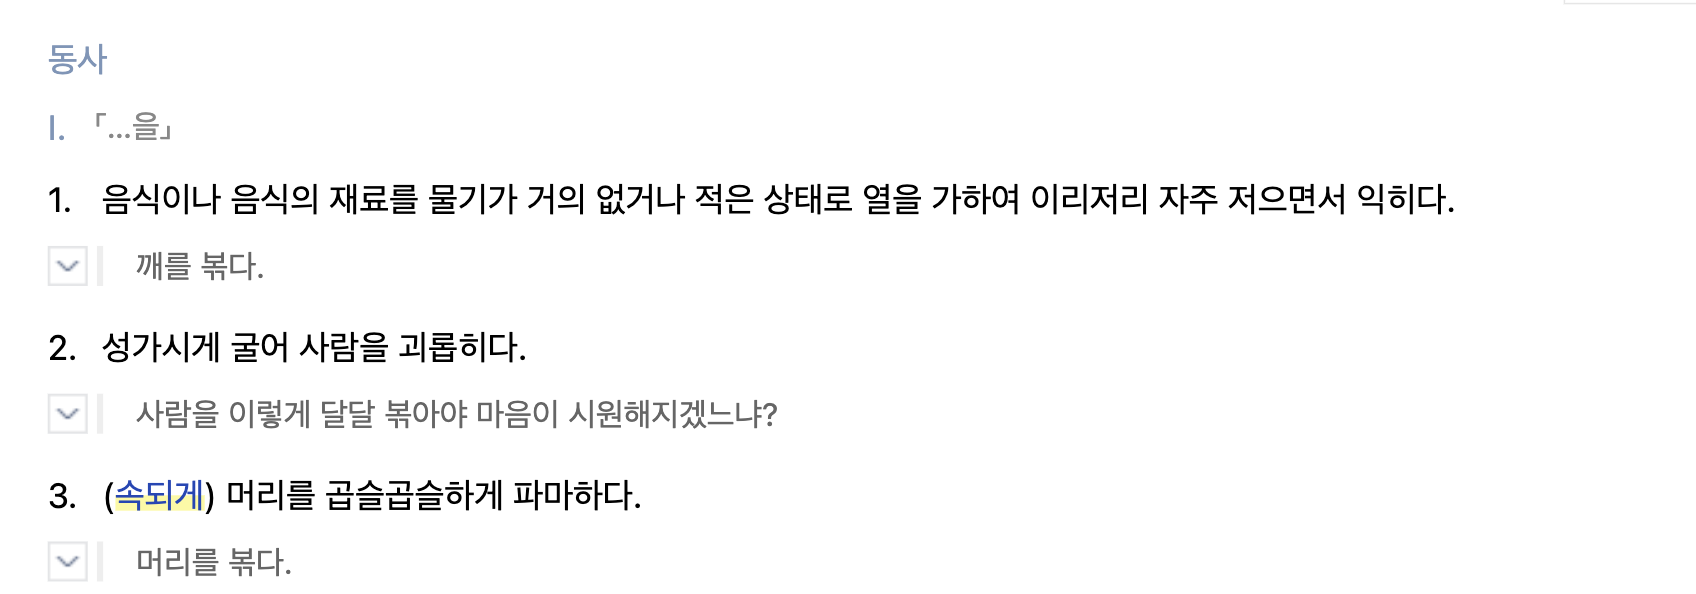 동사
I. 「...을」
1. 음식이나 음식의 재료를 물기가 거의 없거나 적은 상태로 열을 가하여 이리저리 자주 저으면서 익히다.
깨를 볶다.
2. 성가시게 굴어 사람을 괴롭히다.
사람을 이렇게 달달 볶아야 마음이 시원해지겠느냐?
3. (속되게) 머리를 곱슬곱슬하게 파마하다.
머리를 볶다.